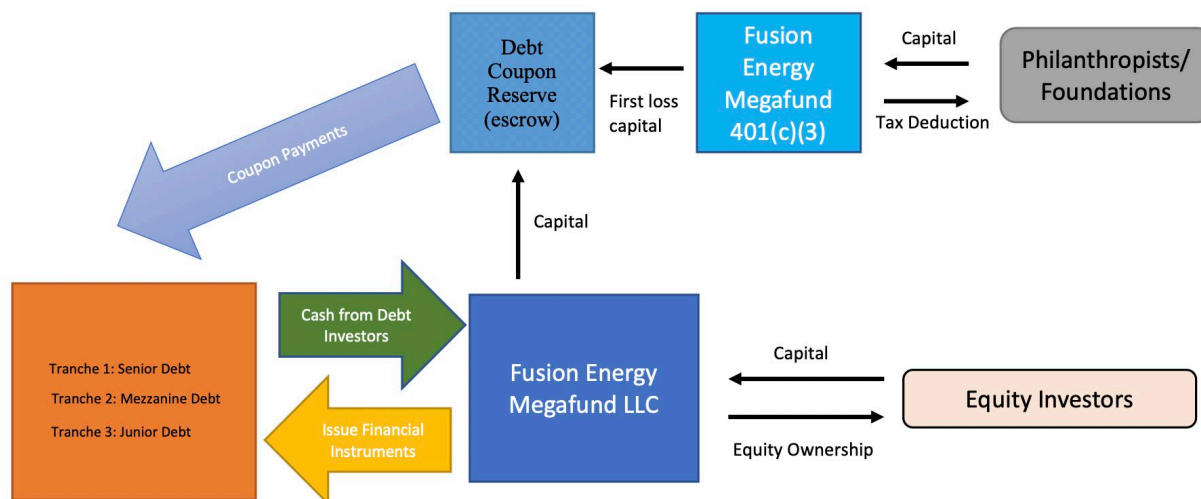 Debt
Coupon
Reserve
(escrow)
First loss
capital
Fusion
Energy
Megafund
401(c)(3)
Capital
Tax Deduction
Philanthropists/
Foundations
Coupon Payments
Capital
Tranche 1: Senior Debt
Tranche 2: Mezzanine Debt
Tranche 3: Junior Debt
Cash from Debt
Investors
Issue Financial
Instruments
Fusion Energy
Megafund LLC
Capital
Equity Ownership
Equity Investors